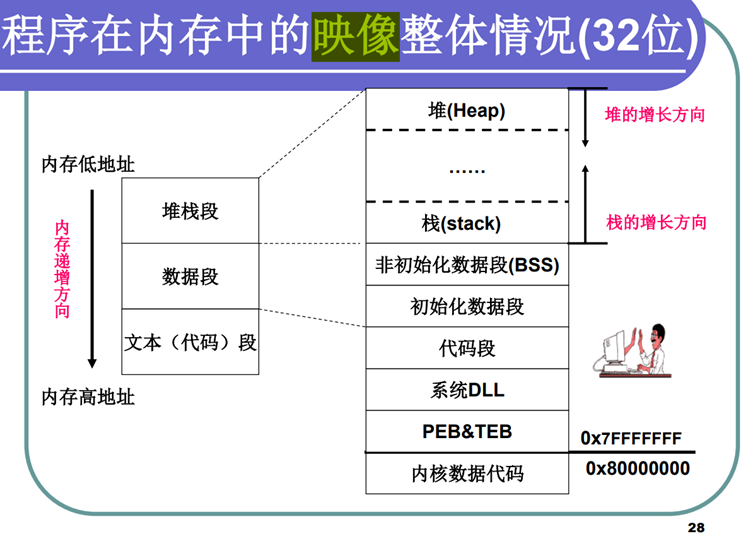 程序在内存中的映像整体情况(32位)
内存低地址
内存递增方向
内存高地址
堆栈段
数据段
文本（代码）段
堆(Heap)
......
栈(stack)
非初始化数据段(BSS)
初始化数据段
代码段
系统DLL
PEB&TEB
内核数据代码
堆的增长方向
栈的增长方向
0x7FFFFFFF
0x80000000
28